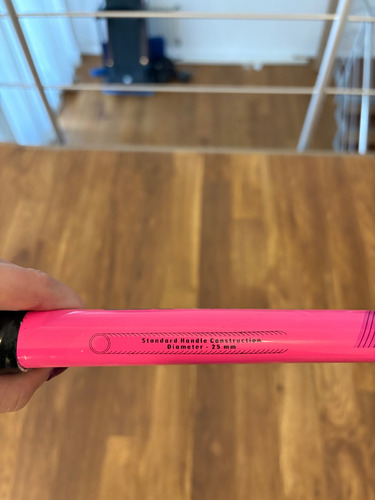 Standard Handle Construction
Diameter - 25 mm